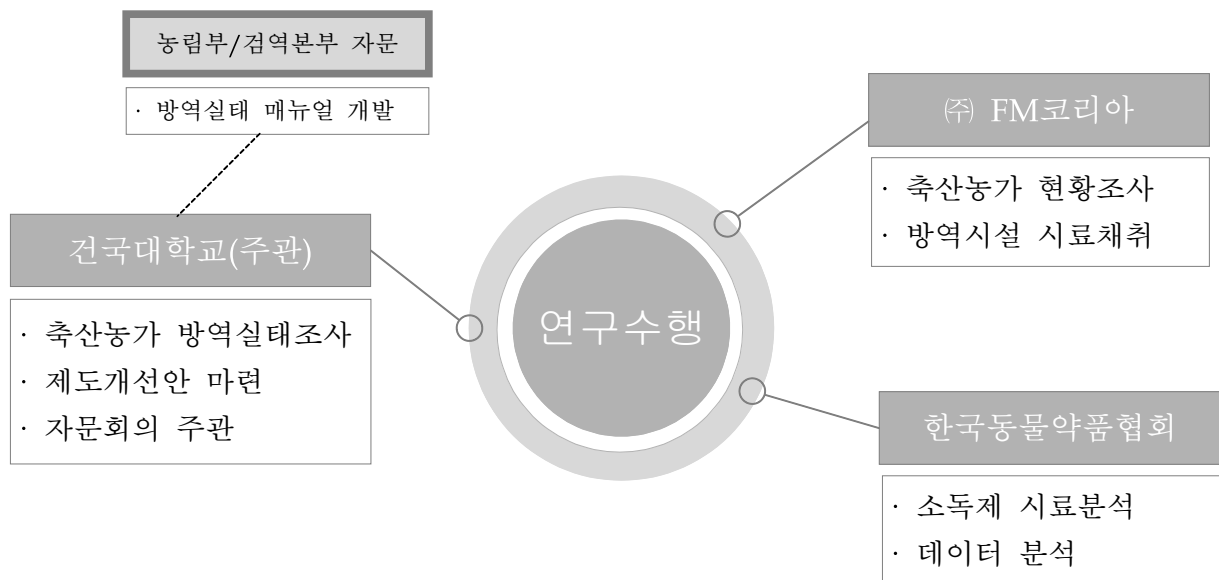 농림부/검역본부 자문
· 방역실태 매뉴얼 개발
건국대학교(주관)
· 축산농가 방역실태조사
· 제도개선안 마련
· 자문회의 주관
연구수행
㈜ FM코리아
· 축산농가 현황조사
· 방역시설 시료채취
한국동물약품협회
· 소독제 시료분석
· 데이터 분석